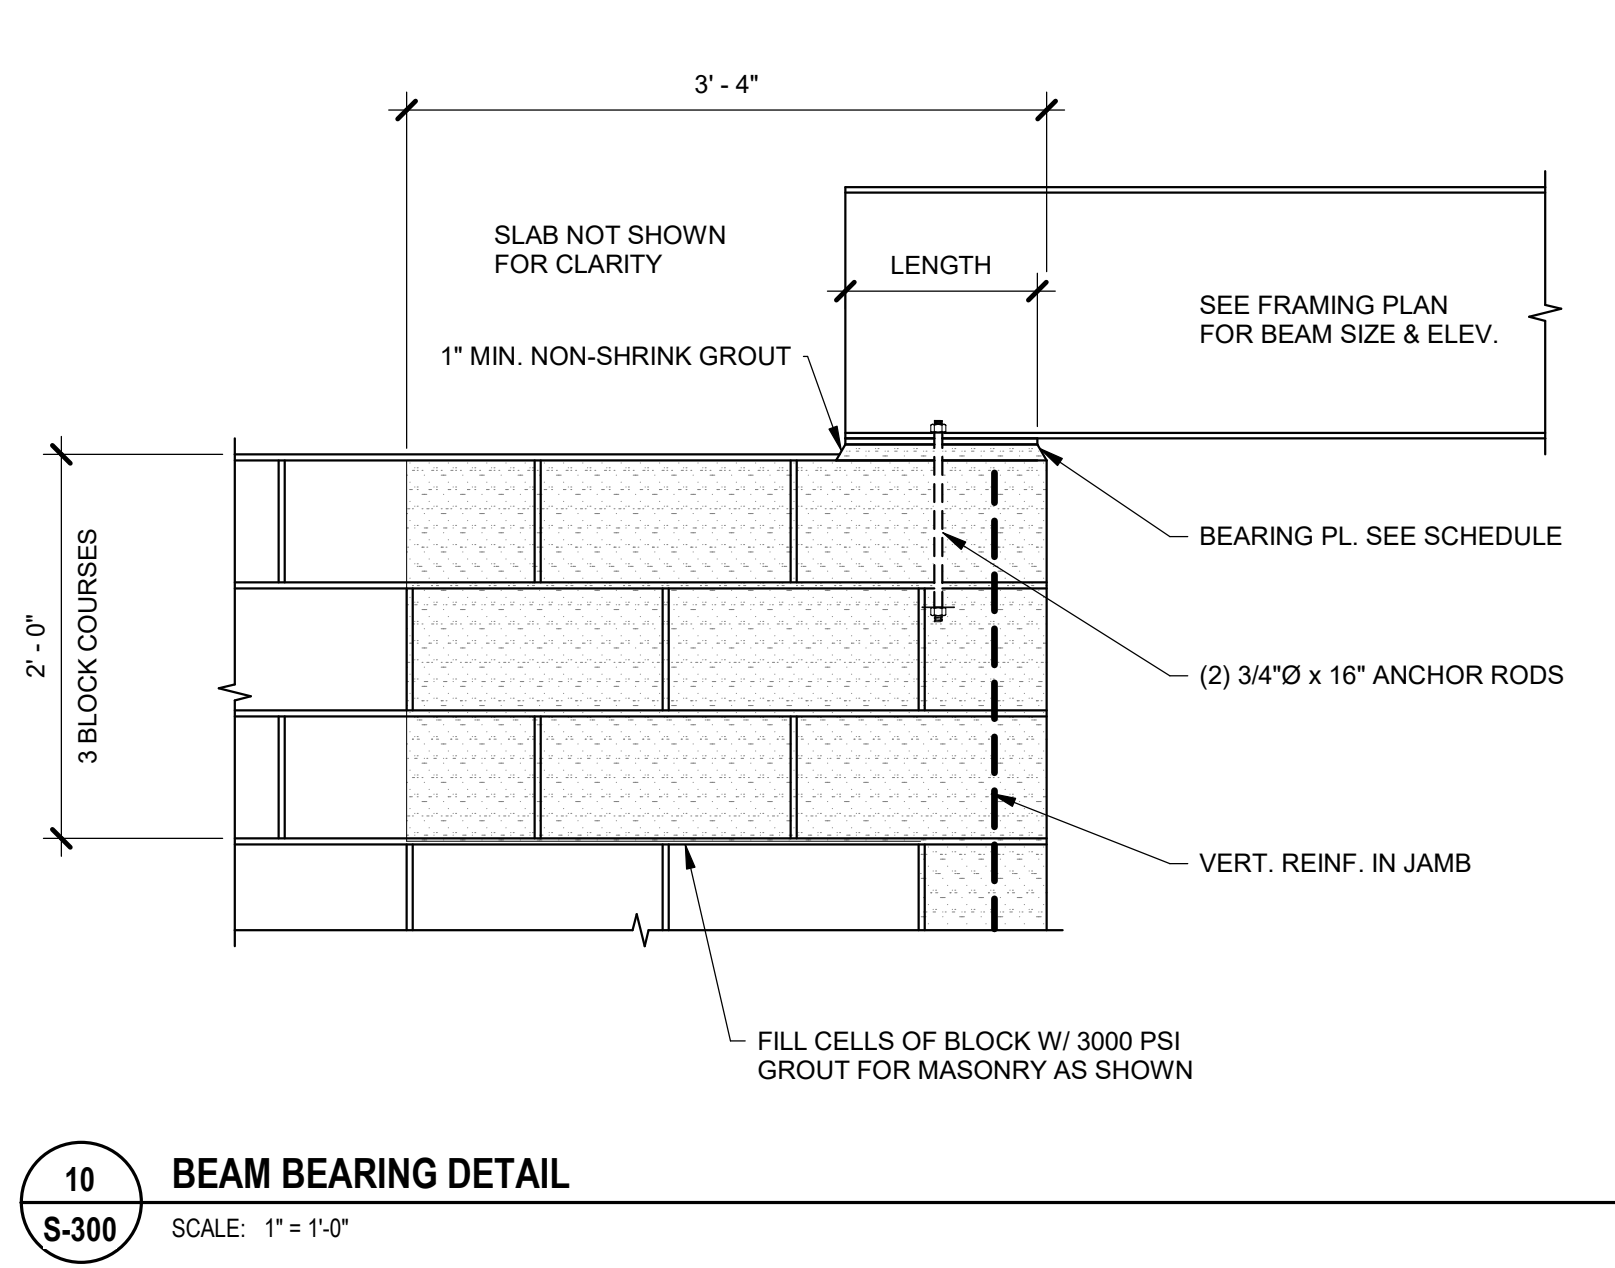 3' - 4"
SLAB NOT SHOWN
FOR CLARITY
LENGTH
SEE FRAMING PLAN
FOR BEAM SIZE & ELEV.
1" MIN. NON-SHRINK GROUT
2' - 0"
3 BLOCK COURSES
BEARING PL. SEE SCHEDULE
(2) 3/4"Ø x 16" ANCHOR RODS
VERT. REINF. IN JAMB
FILL CELLS OF BLOCK W/ 3000 PSI
GROUT FOR MASONRY AS SHOWN
10
S-300
BEAM BEARING DETAIL
SCALE: 1" = 1'-0"